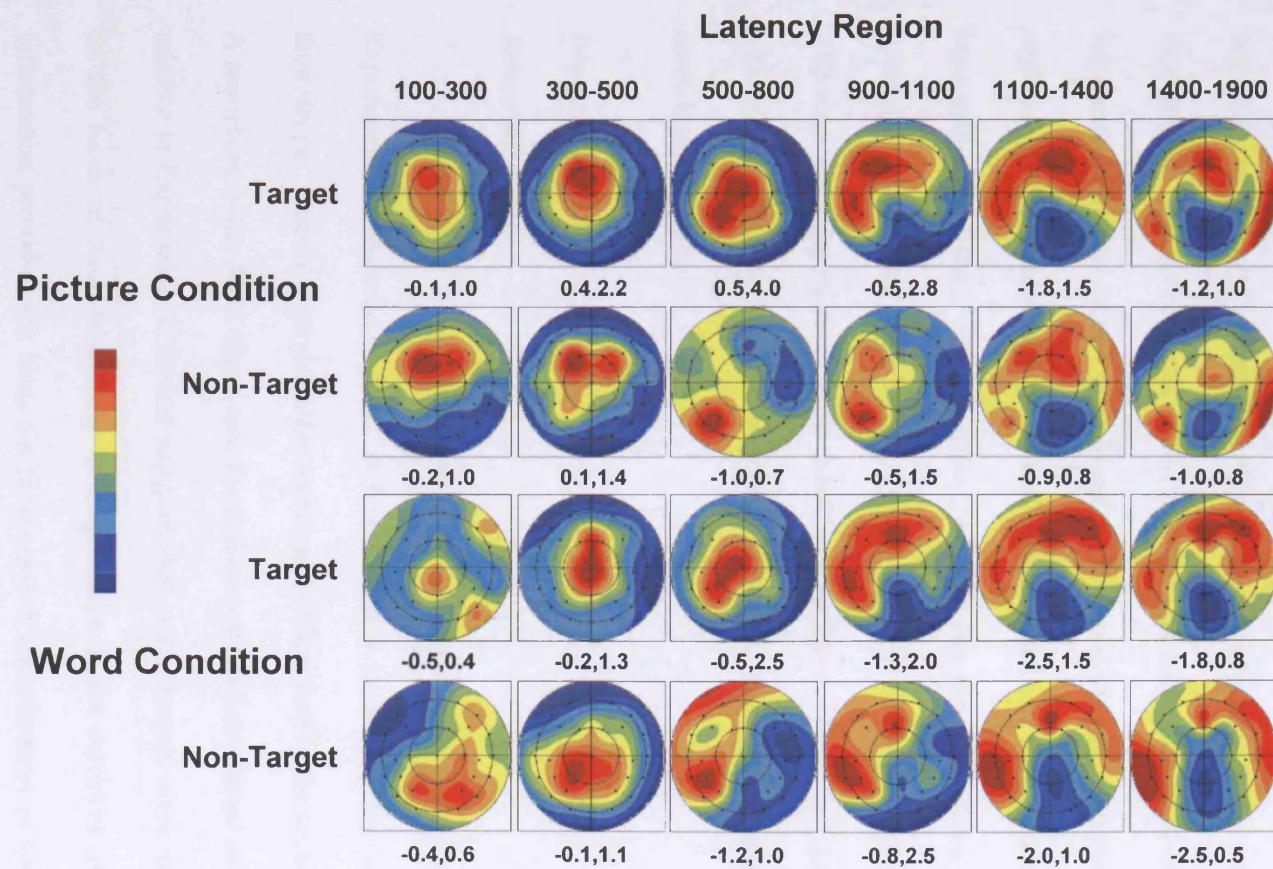 Latency Region
100-300 300-500 500-800 900-1100 1100-1400 1400-1900
Target
-0.1,1.0 0.4.2.2 0.5,4.0 -0.5,2.8 -1.8,1.5 -1.2,1.0
Picture Condition
Non-Target
-0.2,1.0 0.1,1.4 -1.0,0.7 -0.5,1.5 -0.9,0.8 -1.0,0.8
Target
-0.5,0.4 -0.2,1.3 -0.5,2.5 -1.3,2.0 -2.5,1.5 -1.8,0.8
Word Condition
Non-Target
-0.4,0.6 -0.1,1.1 -1.2,1.0 -0.8,2.5 -2.0,1.0 -2.5,0.5